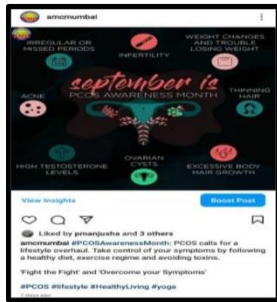 amcmumbai
IRREGULAR OR
MISSED PERIODS
INFERTILITY
WEIGHT CHANGES
AND TROUBLE
LOSING WEIGHT
september is
PCOS AWARENESS MONTH
ACNE
THINNING
HAIR
HIGH TESTOSTERONE
LEVELS
OVARIAN
CYSTS
EXCESSIVE BODY
HAIR GROWTH
View Insights
Boost Post
Liked by pmanjusha and 3 others
amcmumbai #PCOSAwarenessMonth: PCOS calls for a
lifestyle overhaul. Take control of your symptoms by following
a healthy diet, exercise regime and avoiding toxins.
'Fight the Fight' and 'Overcome your Symptoms'
#PCOS #lifestyle #HealthyLiving #yoga
7 days ago